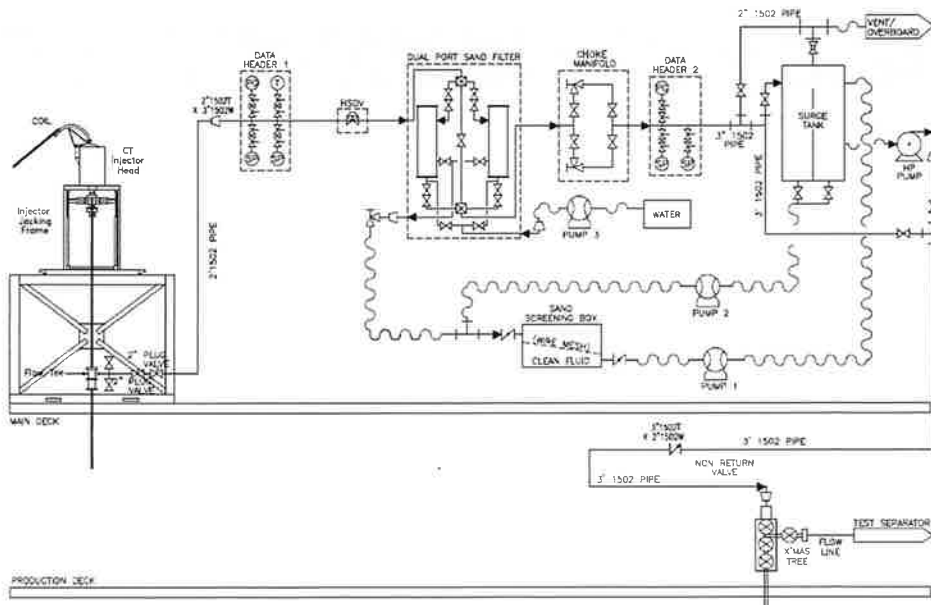 2" 1502 PIPE
VENT/
OVERBOARD
DATA
HEADER 1
DUAL PORT SAND FILTER
CHOKE
MANIFOLD
DATA
HEADER 2
HSDV
2"1502T
X 3"1502W
COIL
CT
Injector
Head
SURGE
TANK
3" 1502
PIPE
HP
PUMP
Injector
Jacking
Frame
3"1502 PIPE
WATER
PUMP 3
2"1502 PIPE
PUMP 2
SAND
SCREENING BOX
(WIRE MESH)
CLEAN FLUID
PUMP 1
2" PLUG
VALVE
Flow Tee
2" PLUG
VALVE
MAIN DECK
3"1502T
X 2"1502W
3" 1502 PIPE
NON RETURN
VALVE
3" 1502 PIPE
TEST SEPARATOR
FLOW
LINE
X'MAS
TREE
PRODUCTION DECK